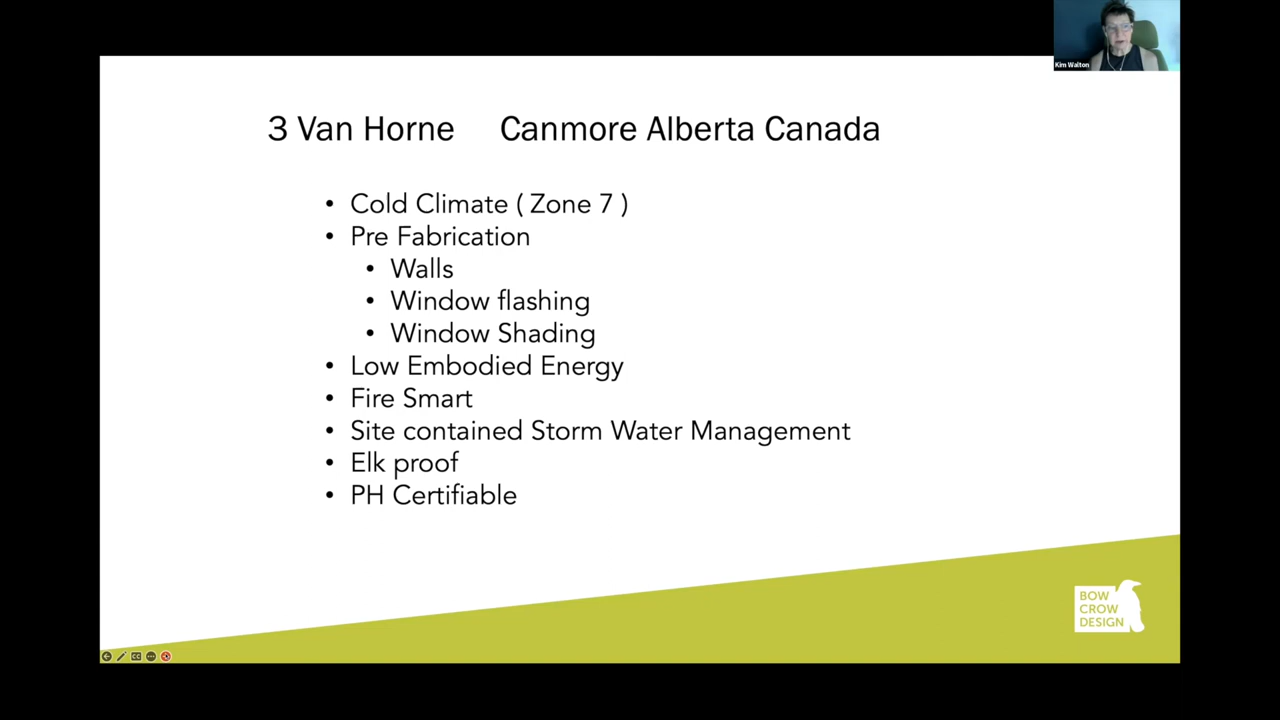 Kim Walton
3 Van Horne Canmore Alberta Canada
• Cold Climate ( Zone 7 )
• Pre Fabrication
• Walls
• Window flashing
• Window Shading
• Low Embodied Energy
• Fire Smart
• Site contained Storm Water Management
• Elk proof
• PH Certifiable
BOW
CROW
DESIGN
CC